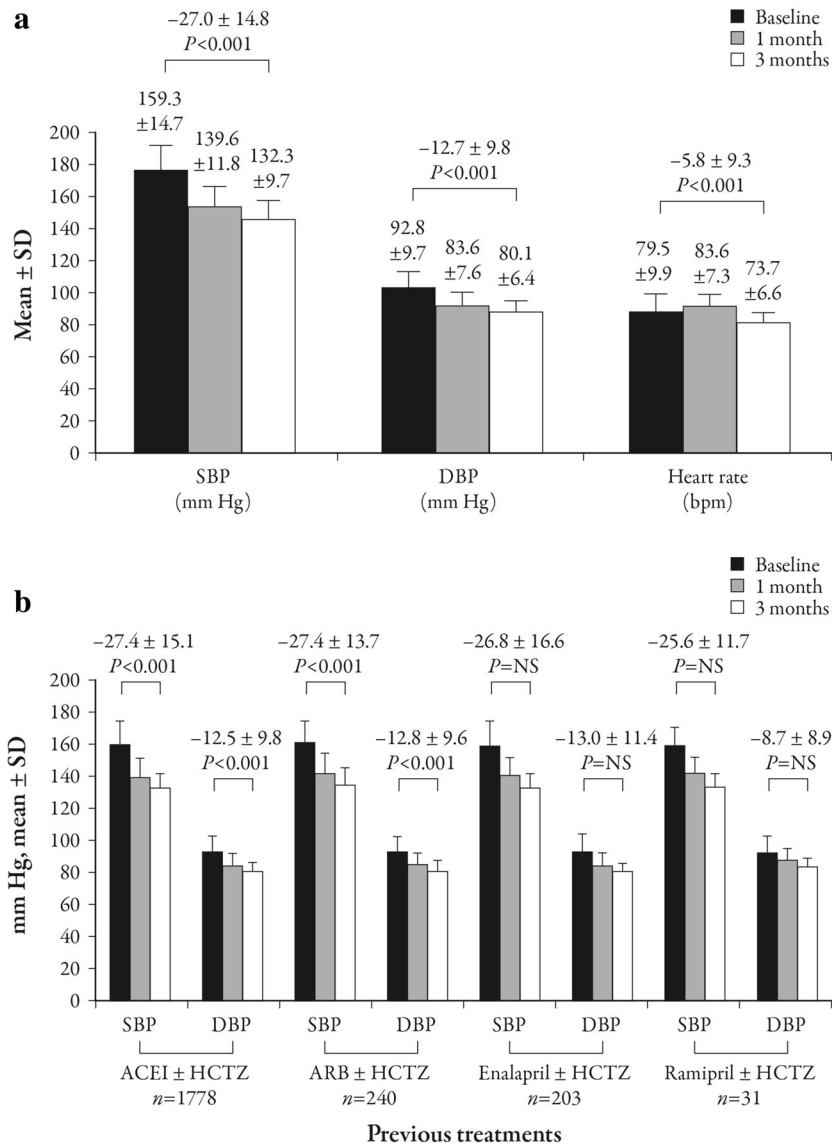 a
Baseline
1 month
3 months
−27.0 ± 14.8
P<0.001
−12.7 ± 9.8
P<0.001
−5.8 ± 9.3
P<0.001
159.3
±14.7
139.6
±11.8
132.3
±9.7
92.8
±9.7
83.6
±7.6
80.1
±6.4
79.5
±9.9
83.6
±7.3
73.7
±6.6
Mean ± SD
200
180
160
140
120
100
80
60
40
20
0
SBP
(mm Hg)
DBP
(mm Hg)
Heart rate
(bpm)
b
Baseline
1 month
3 months
−27.4 ± 15.1
P<0.001
−27.4 ± 13.7
P<0.001
−26.8 ± 16.6
P=NS
−25.6 ± 11.7
P=NS
−12.5 ± 9.8
P<0.001
−12.8 ± 9.6
P<0.001
−13.0 ± 11.4
P=NS
−8.7 ± 8.9
P=NS
mm Hg, mean ± SD
200
180
160
140
120
100
80
60
40
20
0
SBP DBP SBP DBP SBP DBP SBP DBP
ACEI ± HCTZ
n=1778
ARB ± HCTZ
n=240
Enalapril ± HCTZ
n=203
Ramipril ± HCTZ
n=31
Previous treatments